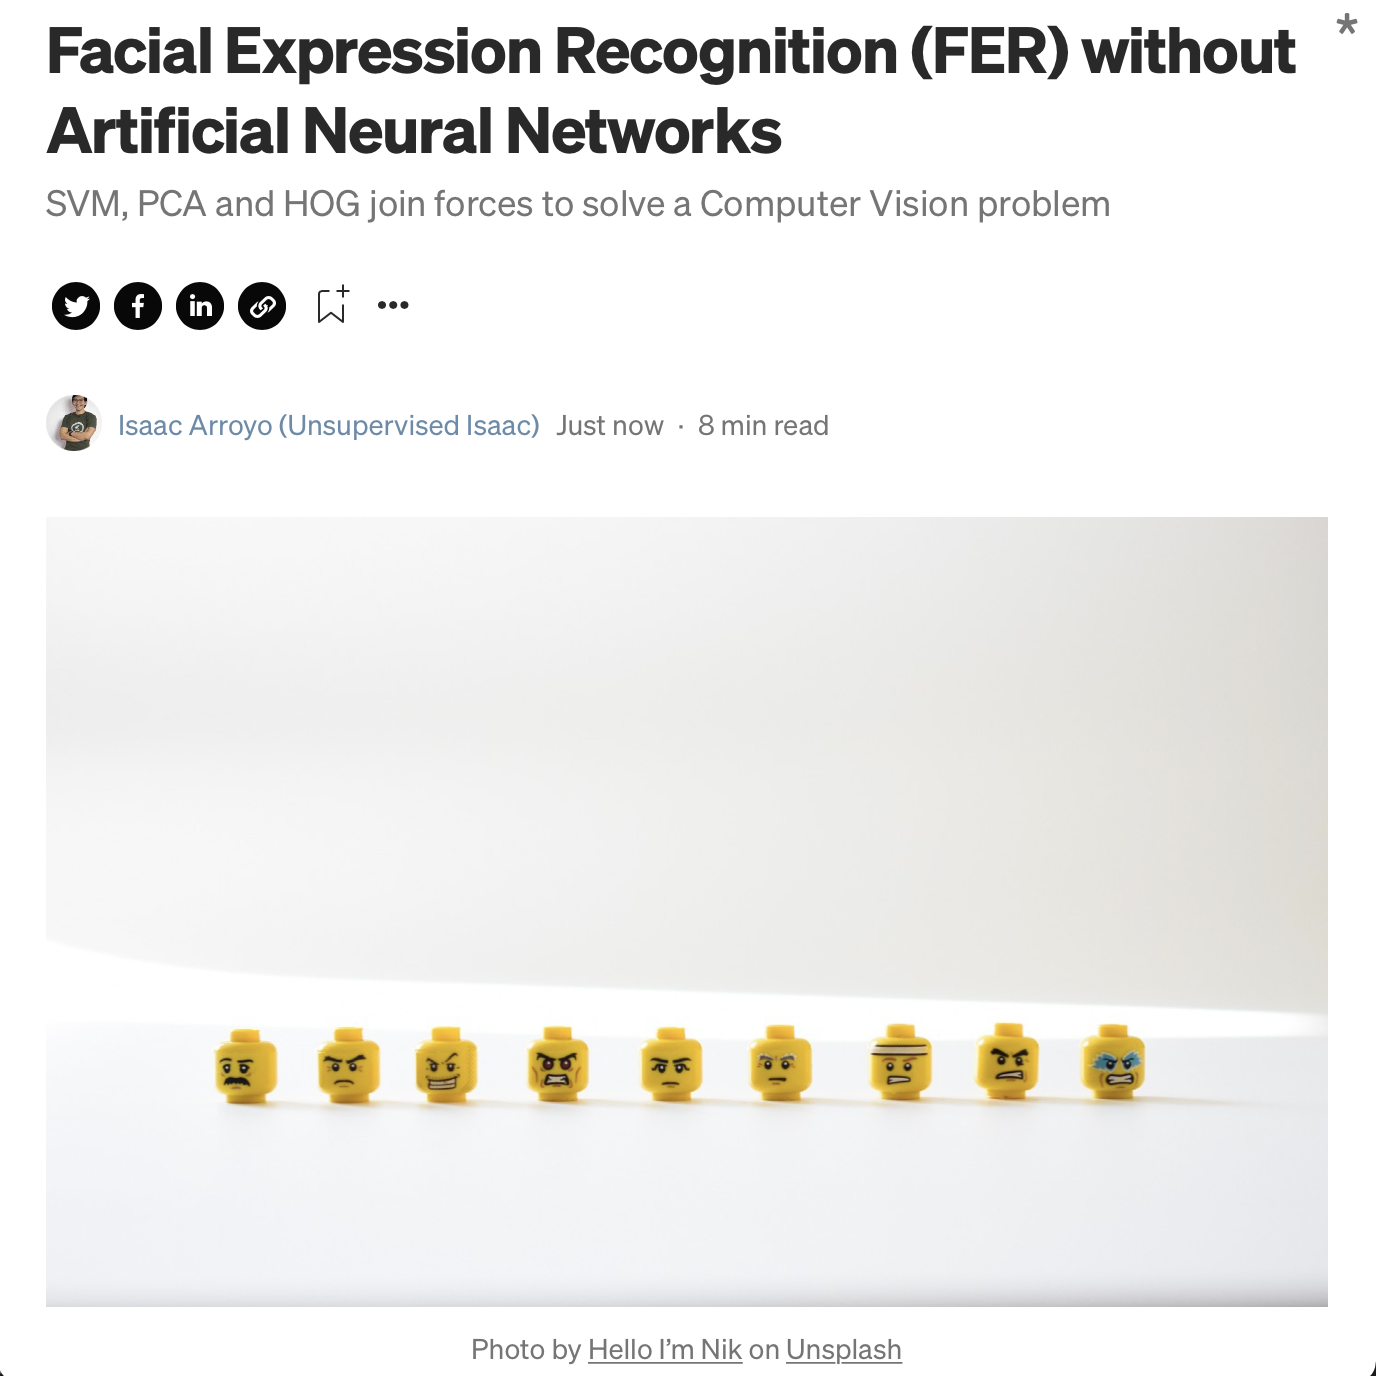 Facial Expression Recognition (FER) without
Artificial Neural Networks
SVM, PCA and HOG join forces to solve a Computer Vision problem
Isaac Arroyo (Unsupervised Isaac) Just now · 8 min read
Photo by Hello I’m Nik on Unsplash